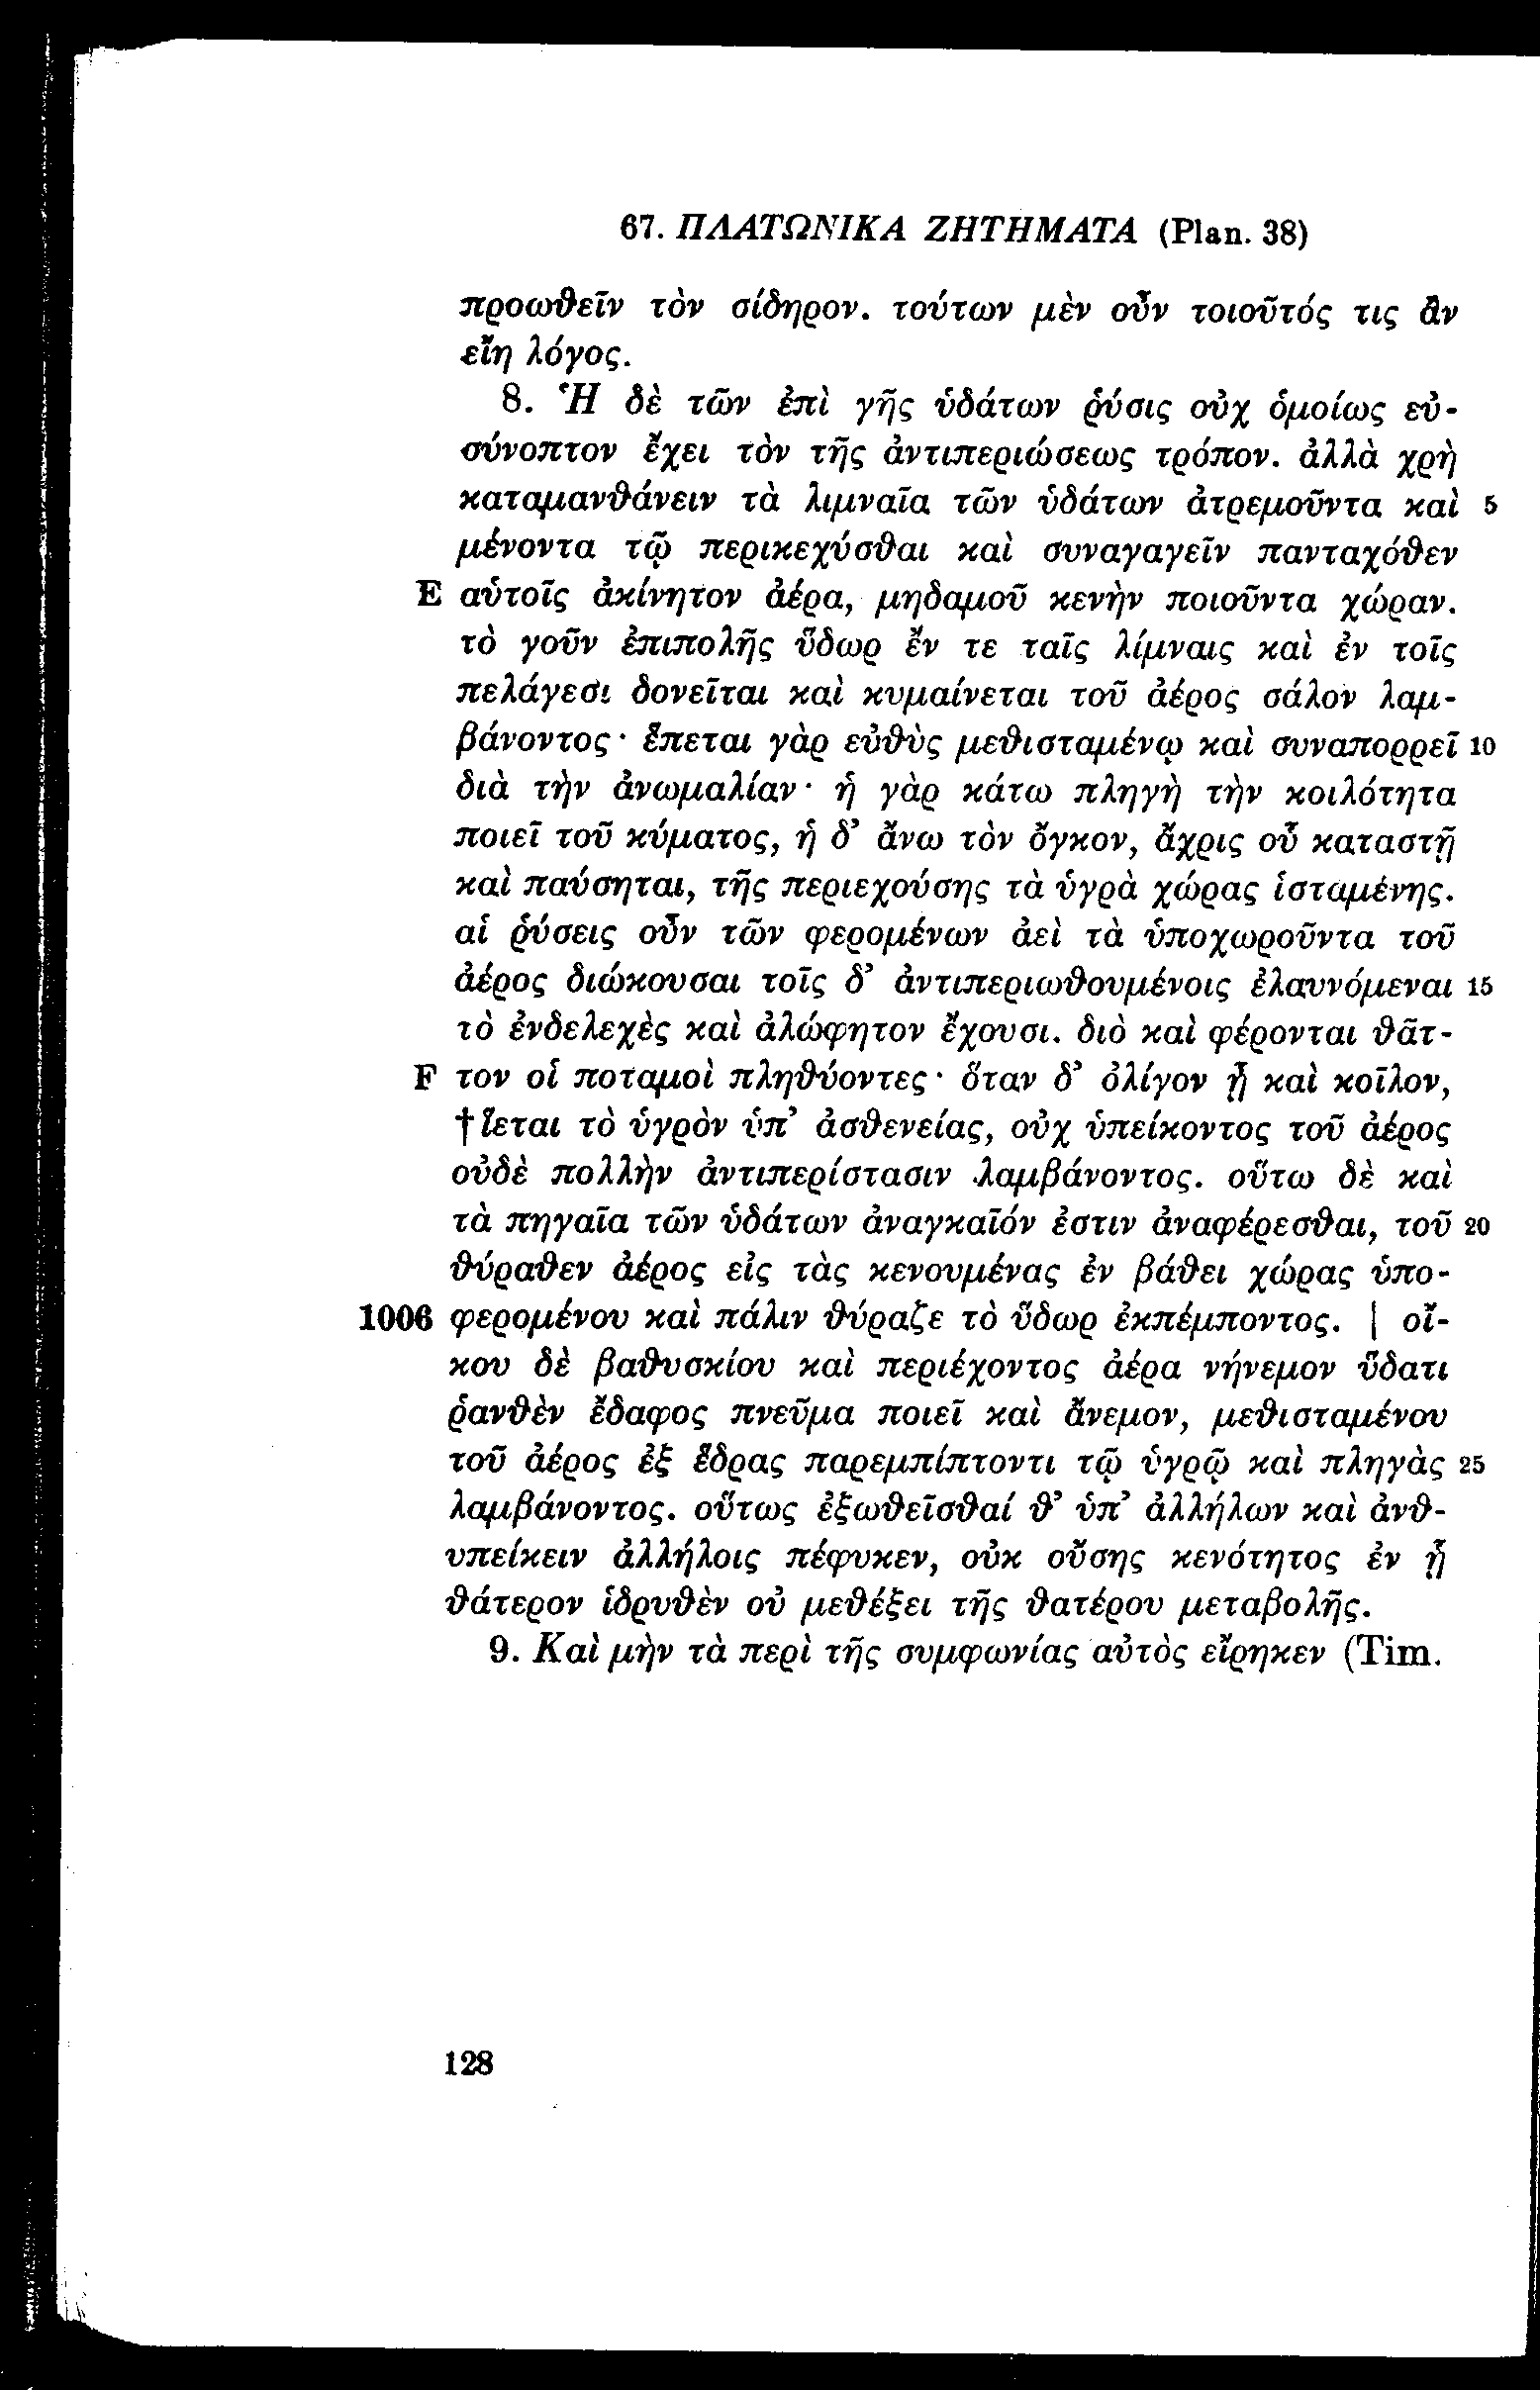 67. ΠΛΑΤΩΝΙΚΑ ΖΗΤΗΜΑΤΑ (Plan. 38)
προωθεῖν τὸν σίδηρον. τούτων μὲν οὖν τοιοῦτός τις ἂν
εἴη λόγος.
8. Ἡ δὲ τῶν ἐπὶ γῆς ὑδάτων ῥύσις οὐχ ὁμοίως εὐ-
σύνοπτον ἔχει τὸν τῆς ἀντιπεριώσεως τρόπον. ἀλλὰ χρὴ
καταμανθάνειν τὰ λιμναῖα τῶν ὑδάτων ἀτρεμοῦντα καὶ 5
μένοντα τῷ περικεχύσθαι καὶ συναγαγεῖν πανταχόθεν
E αὑτοῖς ἀκίνητον ἀέρα, μηδαμοῦ κενὴν ποιοῦντα χώραν.
τὸ γοῦν ἐπιπολῆς ὕδωρ ἔν τε ταῖς λίμναις καὶ ἐν τοῖς
πελάγεσι δονεῖται καὶ κυμαίνεται τοῦ ἀέρος σάλον λαμ-
βάνοντος· ἕπεται γὰρ εὐθὺς μεθισταμένῳ καὶ συναπορρεῖ 10
διὰ τὴν ἀνωμαλίαν· ἡ γὰρ κάτω πληγὴ τὴν κοιλότητα
ποιεῖ τοῦ κύματος, ἡ δ’ ἄνω τὸν ὄγκον, ἄχρις οὗ καταστῇ
καὶ παύσηται, τῆς περιεχούσης τὰ ὑγρὰ χώρας ἱσταμένης.
αἱ ῥύσεις οὖν τῶν φερομένων ἀεὶ τὰ ὑποχωροῦντα τοῦ
ἀέρος διώκουσαι τοῖς δ’ ἀντιπεριωθουμένοις ἐλαυνόμεναι 15
τὸ ἐνδελεχὲς καὶ ἀλώφητον ἔχουσι. διὸ καὶ φέρονται θᾶτ-
F τον οἱ ποταμοὶ πληθύοντες· ὅταν δ’ ὀλίγον ᾖ καὶ κοῖλον,
†ἵεται τὸ ὑγρὸν ὑπ’ ἀσθενείας, οὐχ ὑπείκοντος τοῦ ἀέρος
οὐδὲ πολλὴν ἀντιπερίστασιν λαμβάνοντος. οὕτω δὲ καὶ
τὰ πηγαῖα τῶν ὑδάτων ἀναγκαῖόν ἐστιν ἀναφέρεσθαι, τοῦ 20
θύραθεν ἀέρος εἰς τὰς κενουμένας ἐν βάθει χώρας ὑπο-
1006 φερομένου καὶ πάλιν θύραζε τὸ ὕδωρ ἐκπέμποντος. | οἴ-
κου δὲ βαθυσκίου καὶ περιέχοντος ἀέρα νήνεμον ὕδατι
ῥανθὲν ἔδαφος πνεῦμα ποιεῖ καὶ ἄνεμον, μεθισταμένου
τοῦ ἀέρος ἐξ ἕδρας παρεμπίπτοντι τῷ ὑγρῷ καὶ πληγὰς 25
λαμβάνοντος. οὕτως ἐξωθεῖσθαί θ’ ὑπ’ ἀλλήλων καὶ ἀνθ-
υπείκειν ἀλλήλοις πέφυκεν, οὐκ οὔσης κενότητος ἐν ᾗ
θάτερον ἱδρυθὲν οὐ μεθέξει τῆς θατέρου μεταβολῆς.
9. Καὶ μὴν τὰ περὶ τῆς συμφωνίας αὐτὸς εἴρηκεν (Tim.
128